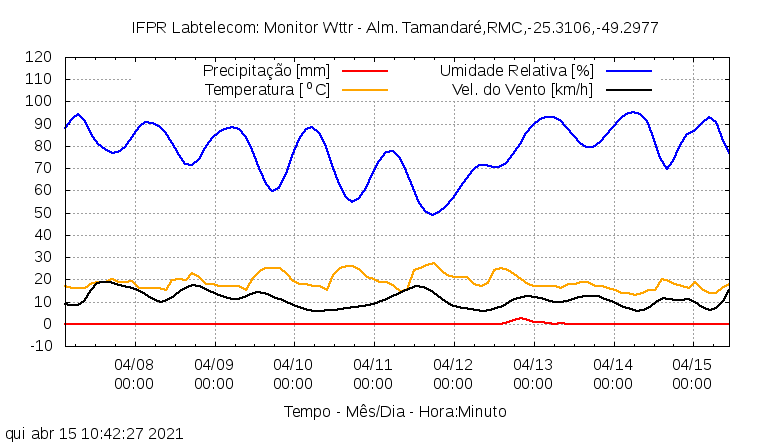 IFPR Labtelecom: Monitor Wttr - Alm. Tamandaré,RMC,-25.3106,-49.2977
Precipitação [mm] Umidade Relativa [%]
Temperatura [ ⁰C] Vel. do Vento [km/h]
120
110
100
90
80
70
60
50
40
30
20
10
0
-10
04/08 04/09 04/10 04/11 04/12 04/13 04/14 04/15
00:00 00:00 00:00 00:00 00:00 00:00 00:00 00:00
Tempo - Mês/Dia - Hora:Minuto
qui abr 15 10:42:27 2021